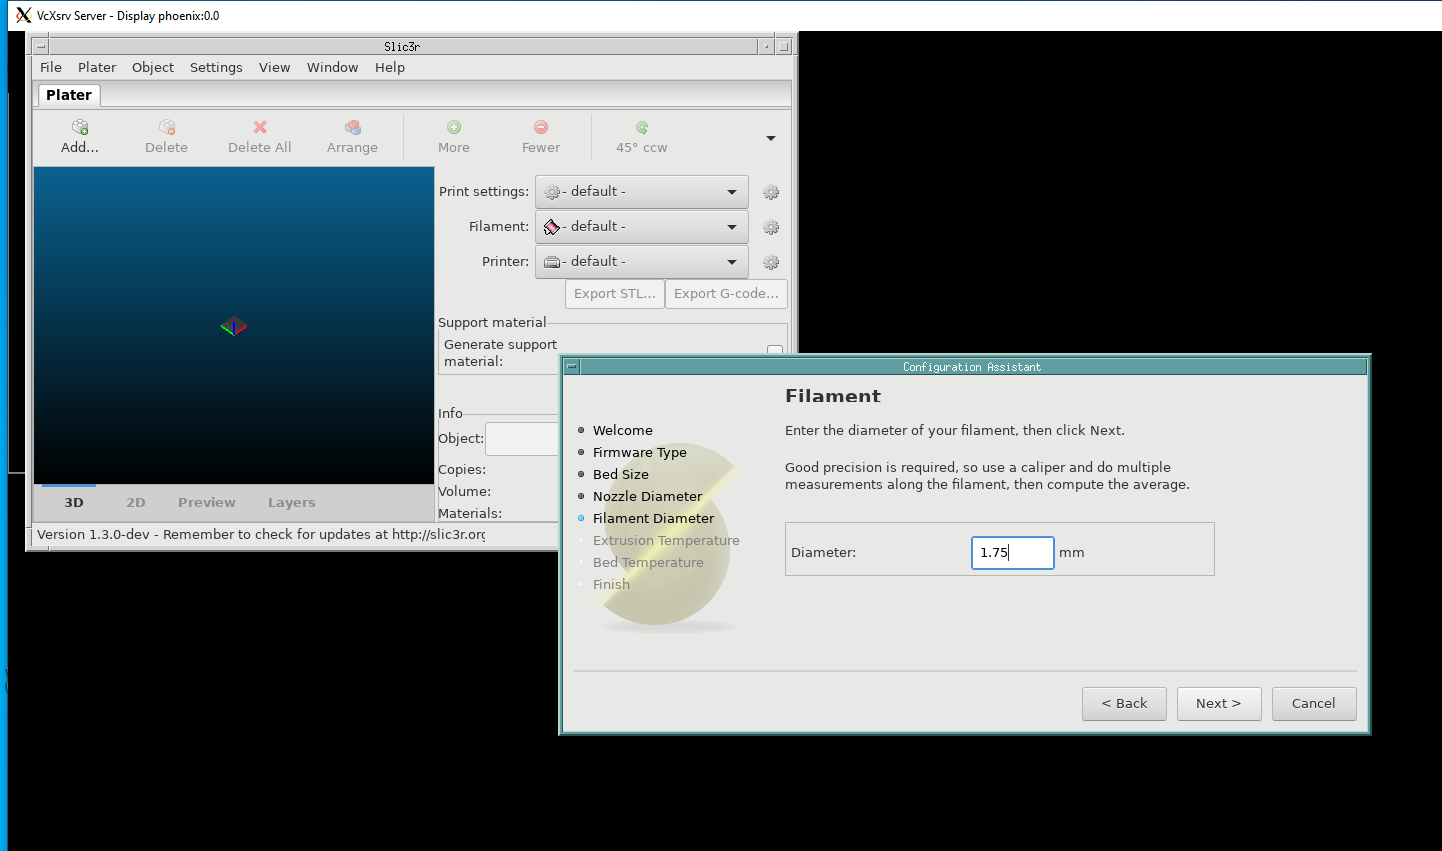 VcXsrv Server - Display phoenix:0.0
Slic3r
File Plater Object Settings View Window Help
Plater
Add... Delete Delete All Arrange More Fewer 45° ccw
Print settings: - default -
Filament: - default -
Printer: - default -
Export STL... Export G-code...
Support material
Generate support
material:
Info
Object:
Copies:
Volume:
Materials:
3D 2D Preview Layers
Version 1.3.0-dev - Remember to check for updates at http://slic3r.org
Configuration Assistant
Filament
Welcome
Firmware Type
Bed Size
Nozzle Diameter
Filament Diameter
Extrusion Temperature
Bed Temperature
Finish
Enter the diameter of your filament, then click Next.
Good precision is required, so use a caliper and do multiple
measurements along the filament, then compute the average.
Diameter: 1.75 mm
< Back Next > Cancel